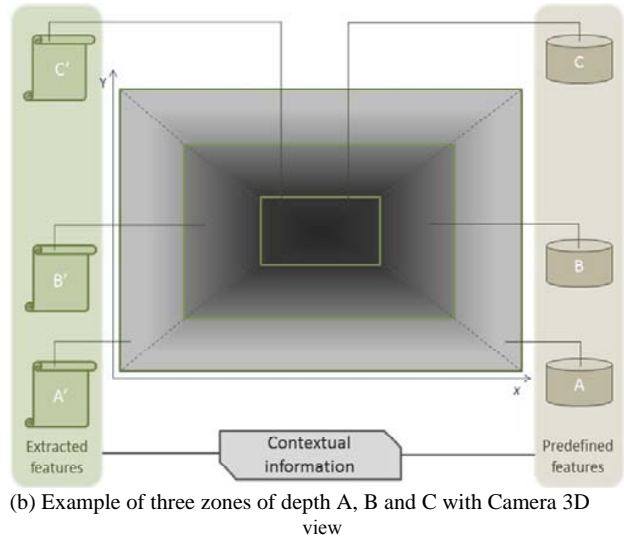 C'
C
Y
B'
B
A'
A
X
Extracted
features
Contextual
information
Predefined
features
(b) Example of three zones of depth A, B and C with Camera 3D
view